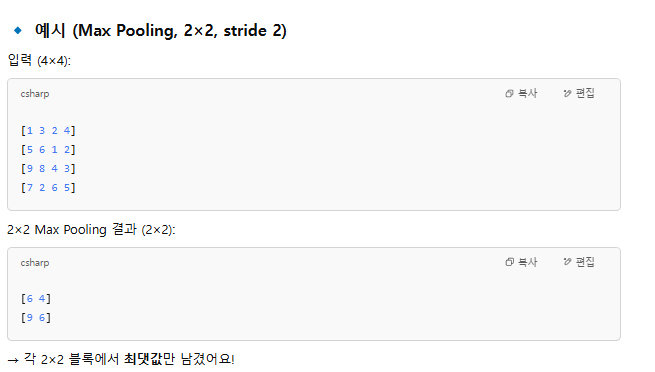 예시 (Max Pooling, 2×2, stride 2)
입력 (4×4):
csharp 복사 편집
[1 3 2 4]
[5 6 1 2]
[9 8 4 3]
[7 2 6 5]
2×2 Max Pooling 결과 (2×2):
csharp 복사 편집
[6 4]
[9 6]
→ 각 2×2 블록에서 최댓값만 남겼어요!